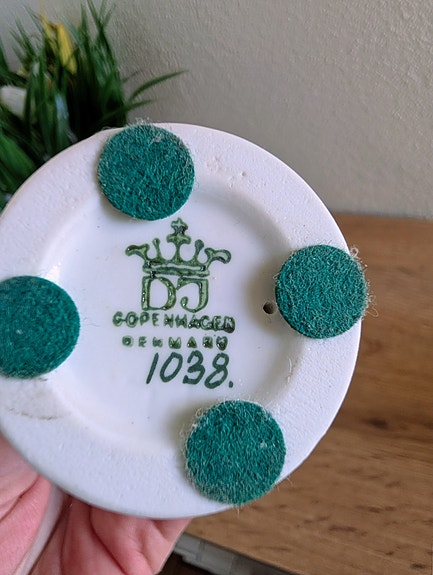 DJ
COPENHAGEN
DENMARK
1038.